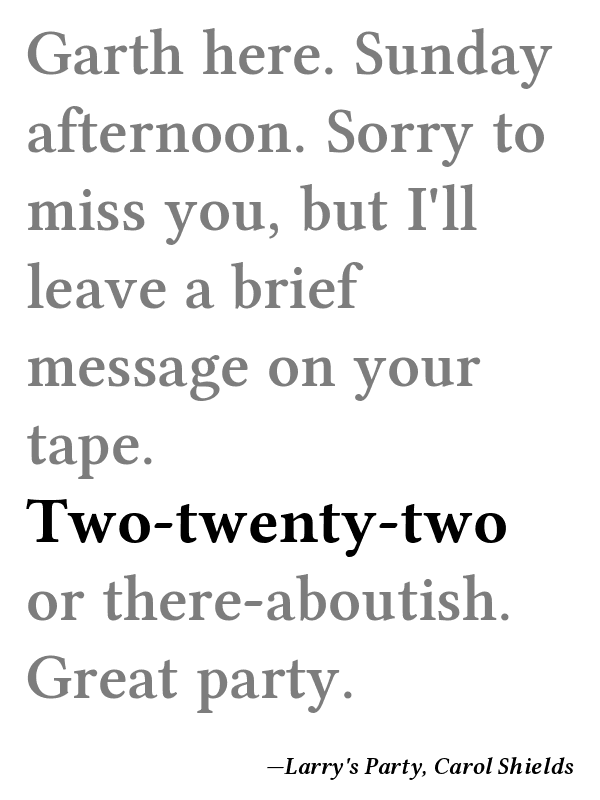 Garth here. Sunday
afternoon. Sorry to
miss you, but I'll
leave a brief
message on your
tape.
Two-twenty-two
or there-aboutish.
Great party.
—Larry's Party, Carol Shields